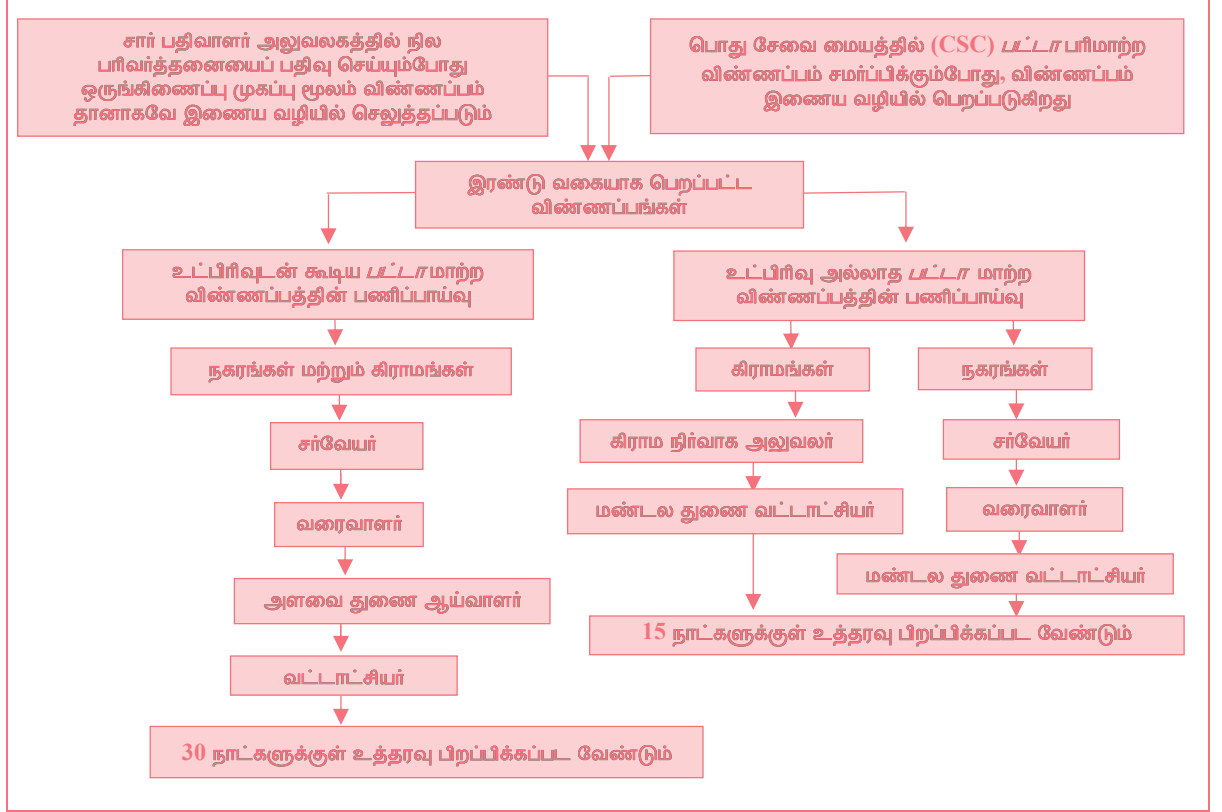 சார் பதிவாளர் அலுவலகத்தில் நில
பரிவர்த்தனையைப் பதிவு செய்யும்போது
ஒருங்கிணைப்பு முகப்பு மூலம் விண்ணப்பம்
தானாகவே இணைய வழியில் செலுத்தப்படும்
பொது சேவை மையத்தில் (CSC) பட்டா பரிமாற்ற
விண்ணப்பம் சமர்ப்பிக்கும்போது, விண்ணப்பம்
இணைய வழியில் பெறப்படுகிறது
இரண்டு வகையாக பெறப்பட்ட
விண்ணப்பங்கள்
உட்பிரிவுடன் கூடிய பட்டா மாற்ற
விண்ணப்பத்தின் பணிப்பாய்வு
நகரங்கள் மற்றும் கிராமங்கள்
சர்வேயர்
வரைவாளர்
அளவை துணை ஆய்வாளர்
வட்டாட்சியர்
30 நாட்களுக்குள் உத்தரவு பிறப்பிக்கப்பட வேண்டும்
உட்பிரிவு அல்லாத பட்டா மாற்ற
விண்ணப்பத்தின் பணிப்பாய்வு
கிராமங்கள்
கிராம நிர்வாக அலுவலர்
மண்டல துணை வட்டாட்சியர்
நகரங்கள்
சர்வேயர்
வரைவாளர்
மண்டல துணை வட்டாட்சியர்
15 நாட்களுக்குள் உத்தரவு பிறப்பிக்கப்பட வேண்டும்